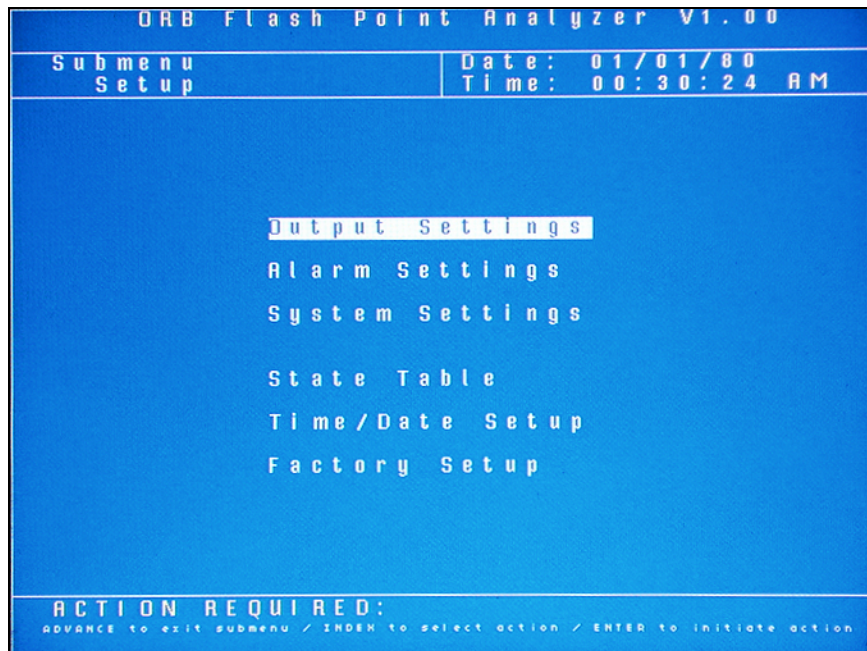 ORB Flash Point Analyzer V1.00
Submenu
Setup
Date: 01/01/80
Time: 00:30:24 AM
Output Settings
Alarm Settings
System Settings
State Table
Time/Date Setup
Factory Setup
ACTION REQUIRED:
ADVANCE to exit submenu / INDEX to select action / ENTER to initiate action